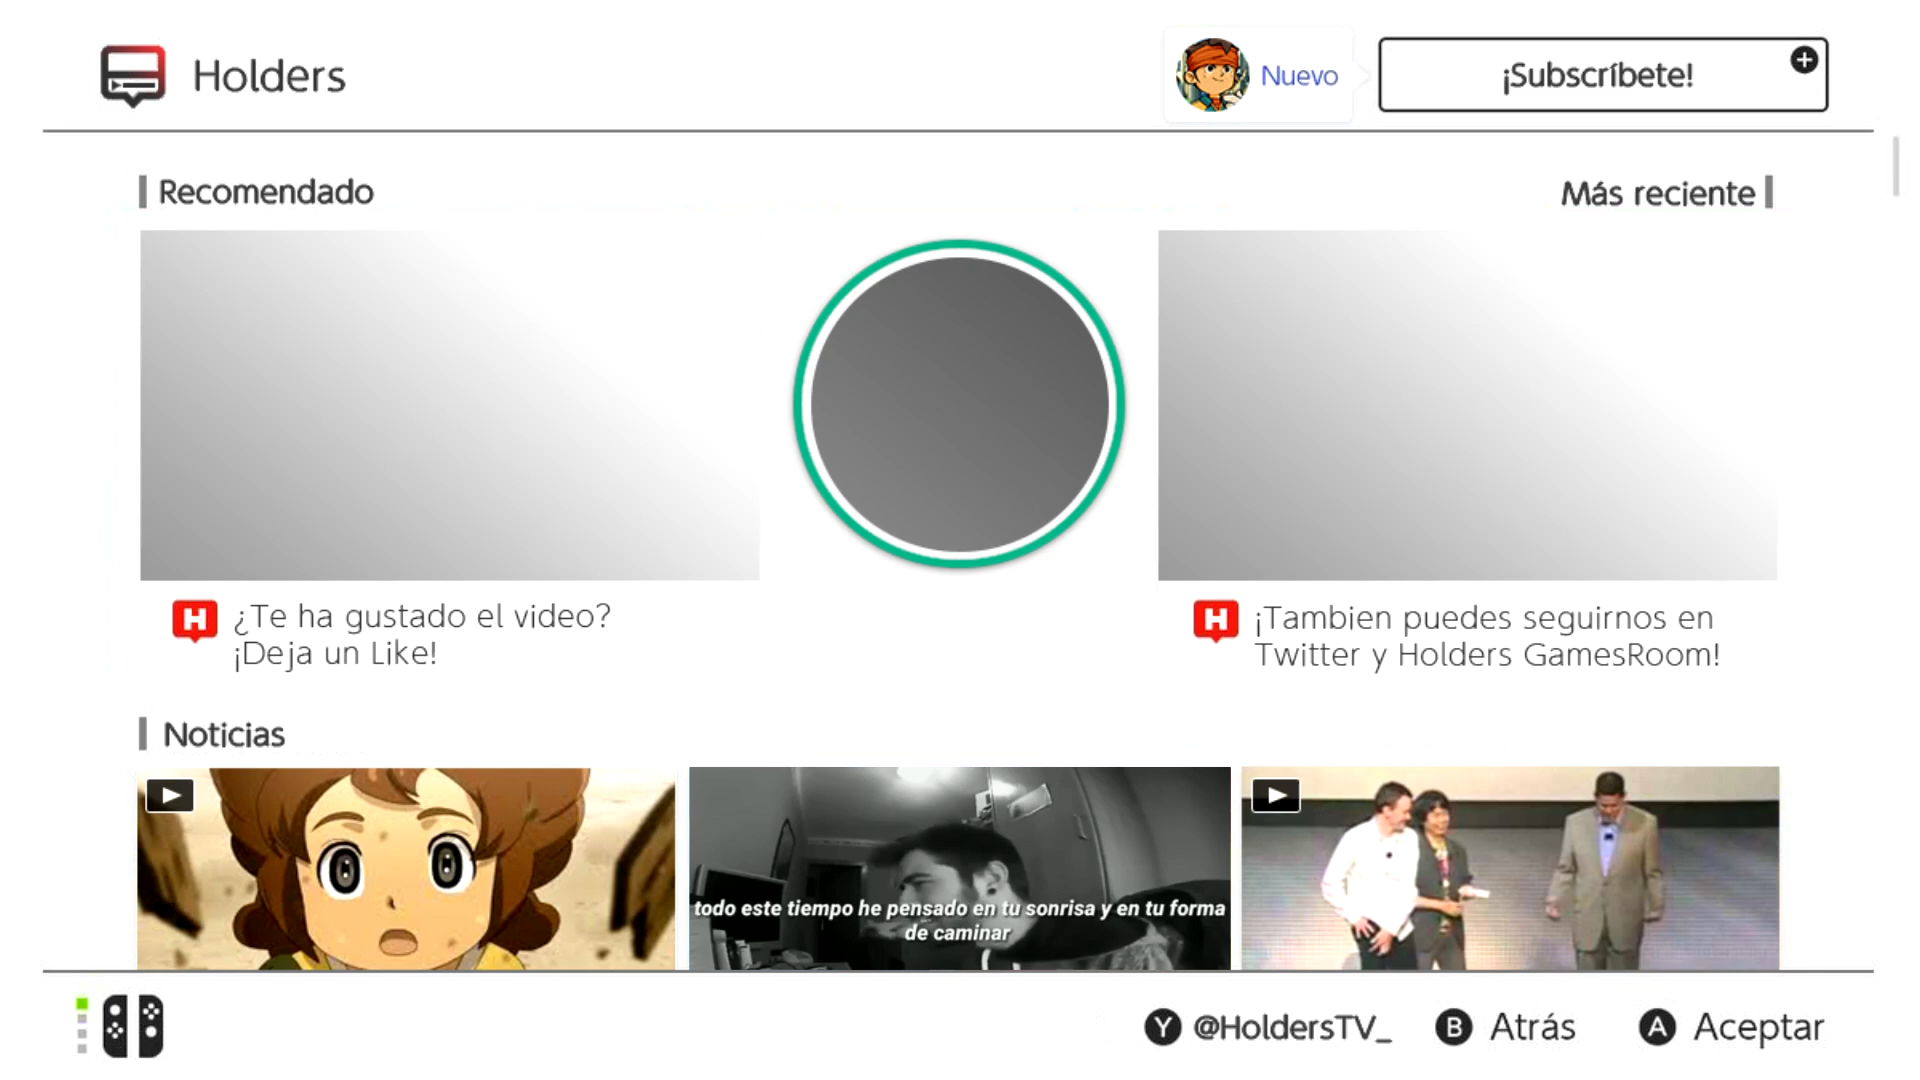 Holders
Nuevo
¡Subscríbete!
Recomendado
Más reciente
H ¿Te ha gustado el video?
¡Deja un Like!
H ¡Tambien puedes seguirnos en
Twitter y Holders GamesRoom!
Noticias
todo este tiempo he pensado en tu sonrisa y en tu forma
de caminar
Y @HoldersTV_
B Atrás
A Aceptar